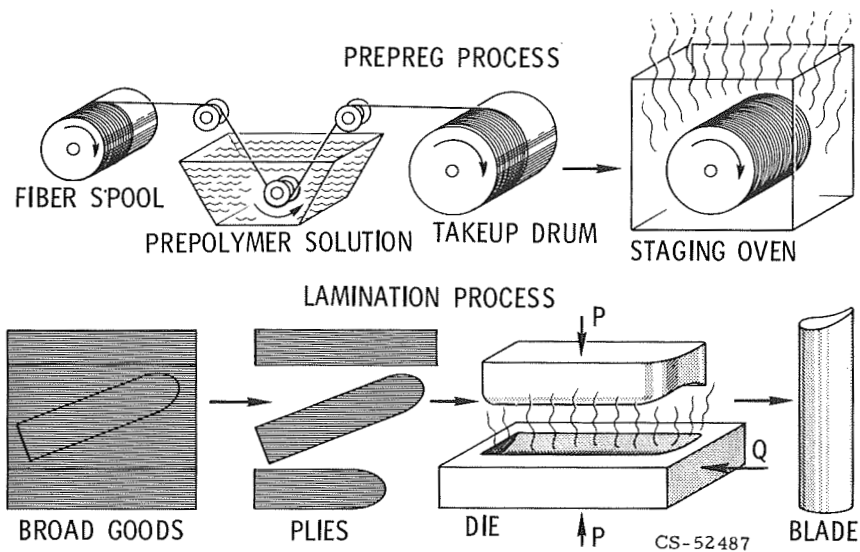 PREPREG PROCESS
FIBER SPOOL
PREPOLYMER SOLUTION
TAKEUP DRUM
STAGING OVEN
LAMINATION PROCESS
P
Q
P
BROAD GOODS
PLIES
DIE
CS-52487
BLADE